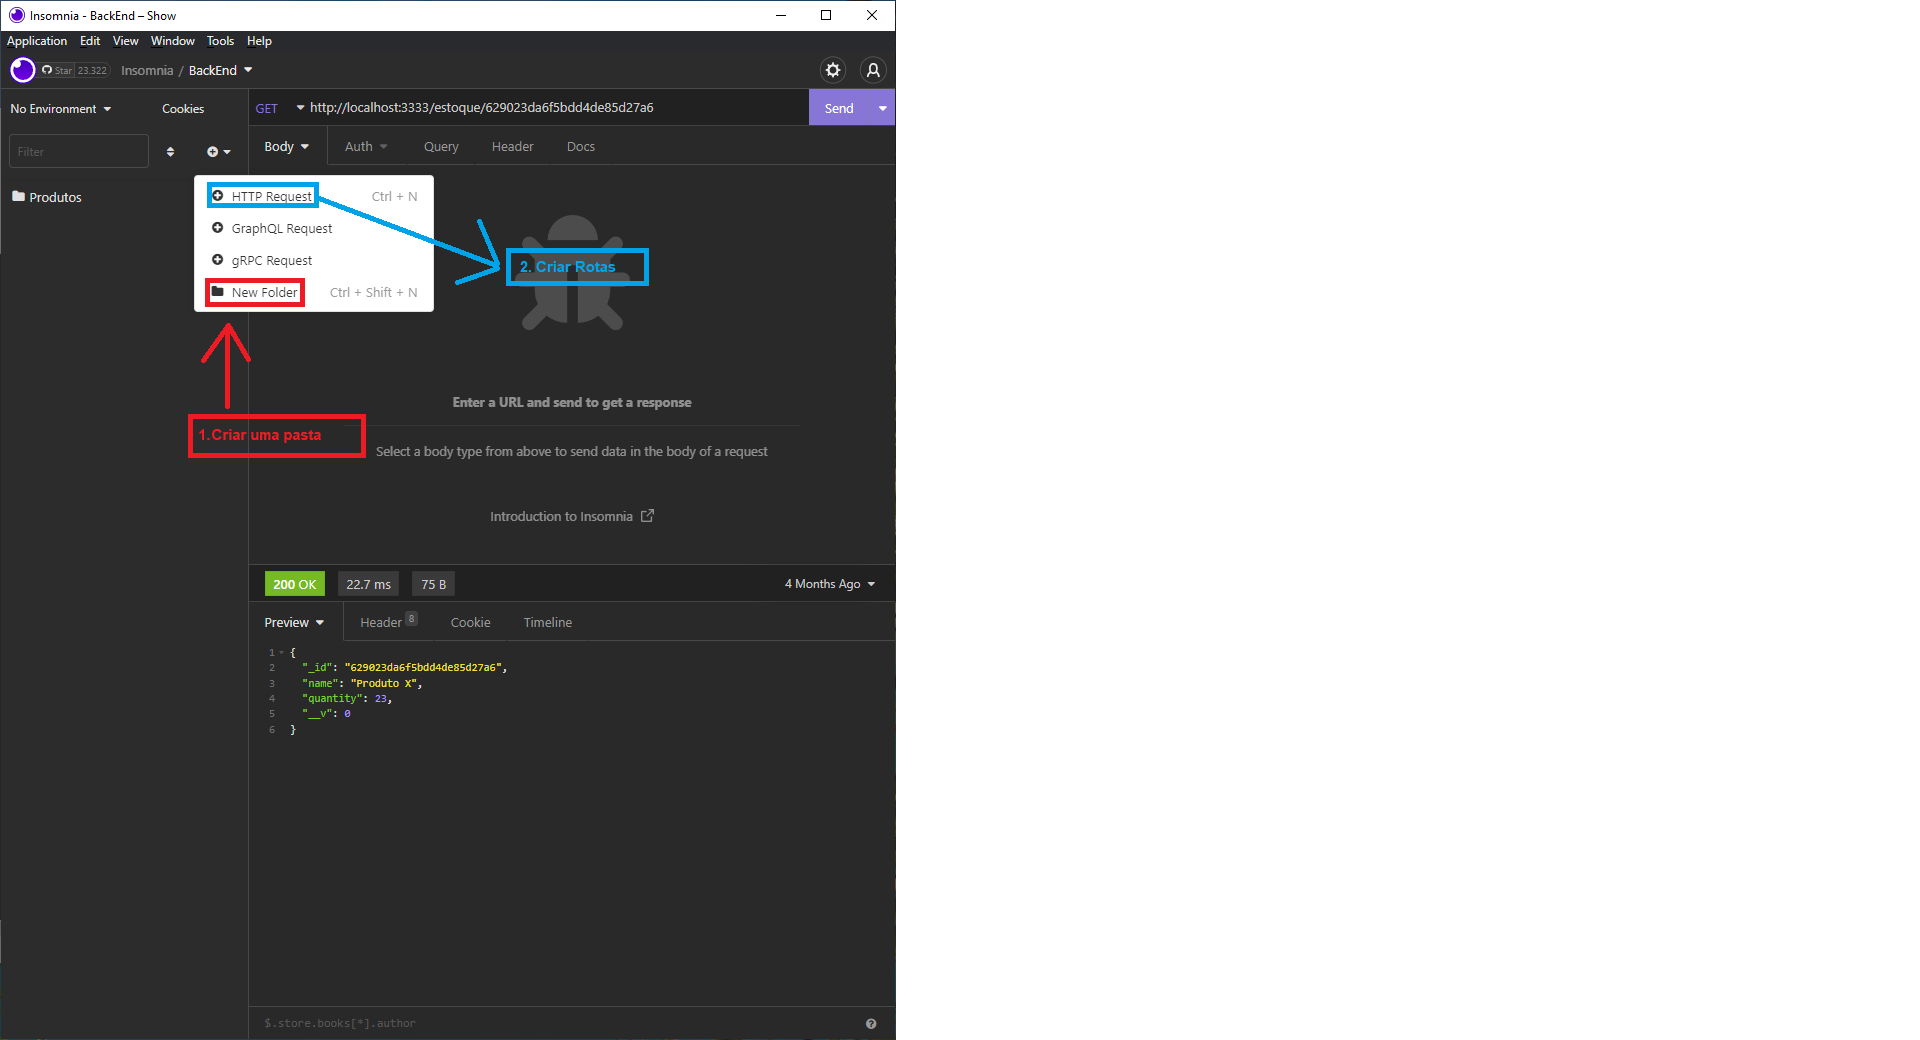 Insomnia - BackEnd – Show
Application Edit View Window Tools Help
Star 23.322 Insomnia / BackEnd
No Environment Cookies
GET http://localhost:3333/estoque/629023da6f5bdd4de85d27a6 Send
Filter
Body Auth Query Header Docs
Produtos
HTTP Request Ctrl + N
GraphQL Request
gRPC Request
New Folder Ctrl + Shift + N
2. Criar Rotas
1.Criar uma pasta
Enter a URL and send to get a response
Select a body type from above to send data in the body of a request
Introduction to Insomnia
200 OK 22.7 ms 75 B 4 Months Ago
Preview Header 8 Cookie Timeline
1 {
2 "_id": "629023da6f5bdd4de85d27a6",
3 "name": "Produto X",
4 "quantity": 23,
5 "__v": 0
6 }
$.store.books[*].author